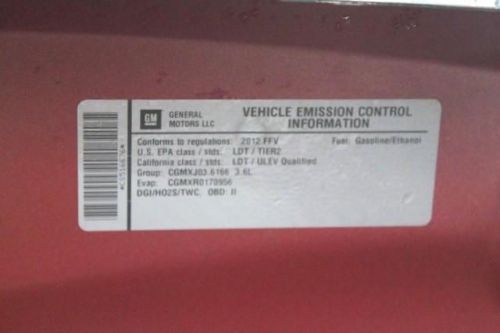 GM
GENERAL
MOTORS LLC
VEHICLE EMISSION CONTROL
INFORMATION
Conforms to regulations: 2012 FFV Fuel: Gasoline/Ethanol
U.S. EPA class / stds: LDT / TIER2
California class / stds: LDT / ULEV Qualified
Group: CGMXJ03.6166 3.6L
Evap: CGMXR0170956
DGI/HO2S/TWC, OBD: II